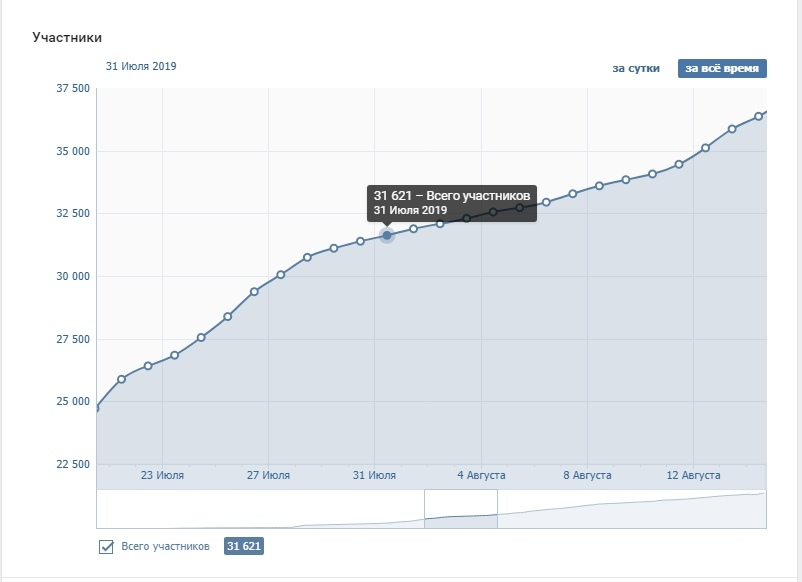 Участники
31 Июля 2019
за сутки
за всё время
37 500
35 000
32 500
30 000
27 500
25 000
22 500
31 621 – Всего участников
31 Июля 2019
23 Июля
27 Июля
31 Июля
4 Августа
8 Августа
12 Августа
Всего участников
31 621